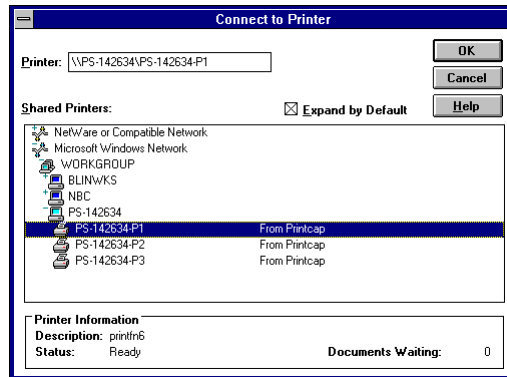 Connect to Printer
Printer: \\PS-142634\PS-142634-P1
OK
Cancel
Shared Printers:
Expand by Default
Help
NetWare or Compatible Network
Microsoft Windows Network
WORKGROUP
BLINWKS
NBC
PS-142634
PS-142634-P1 From Printcap
PS-142634-P2 From Printcap
PS-142634-P3 From Printcap
Printer Information
Description: printfn6
Status: Ready Documents Waiting: 0